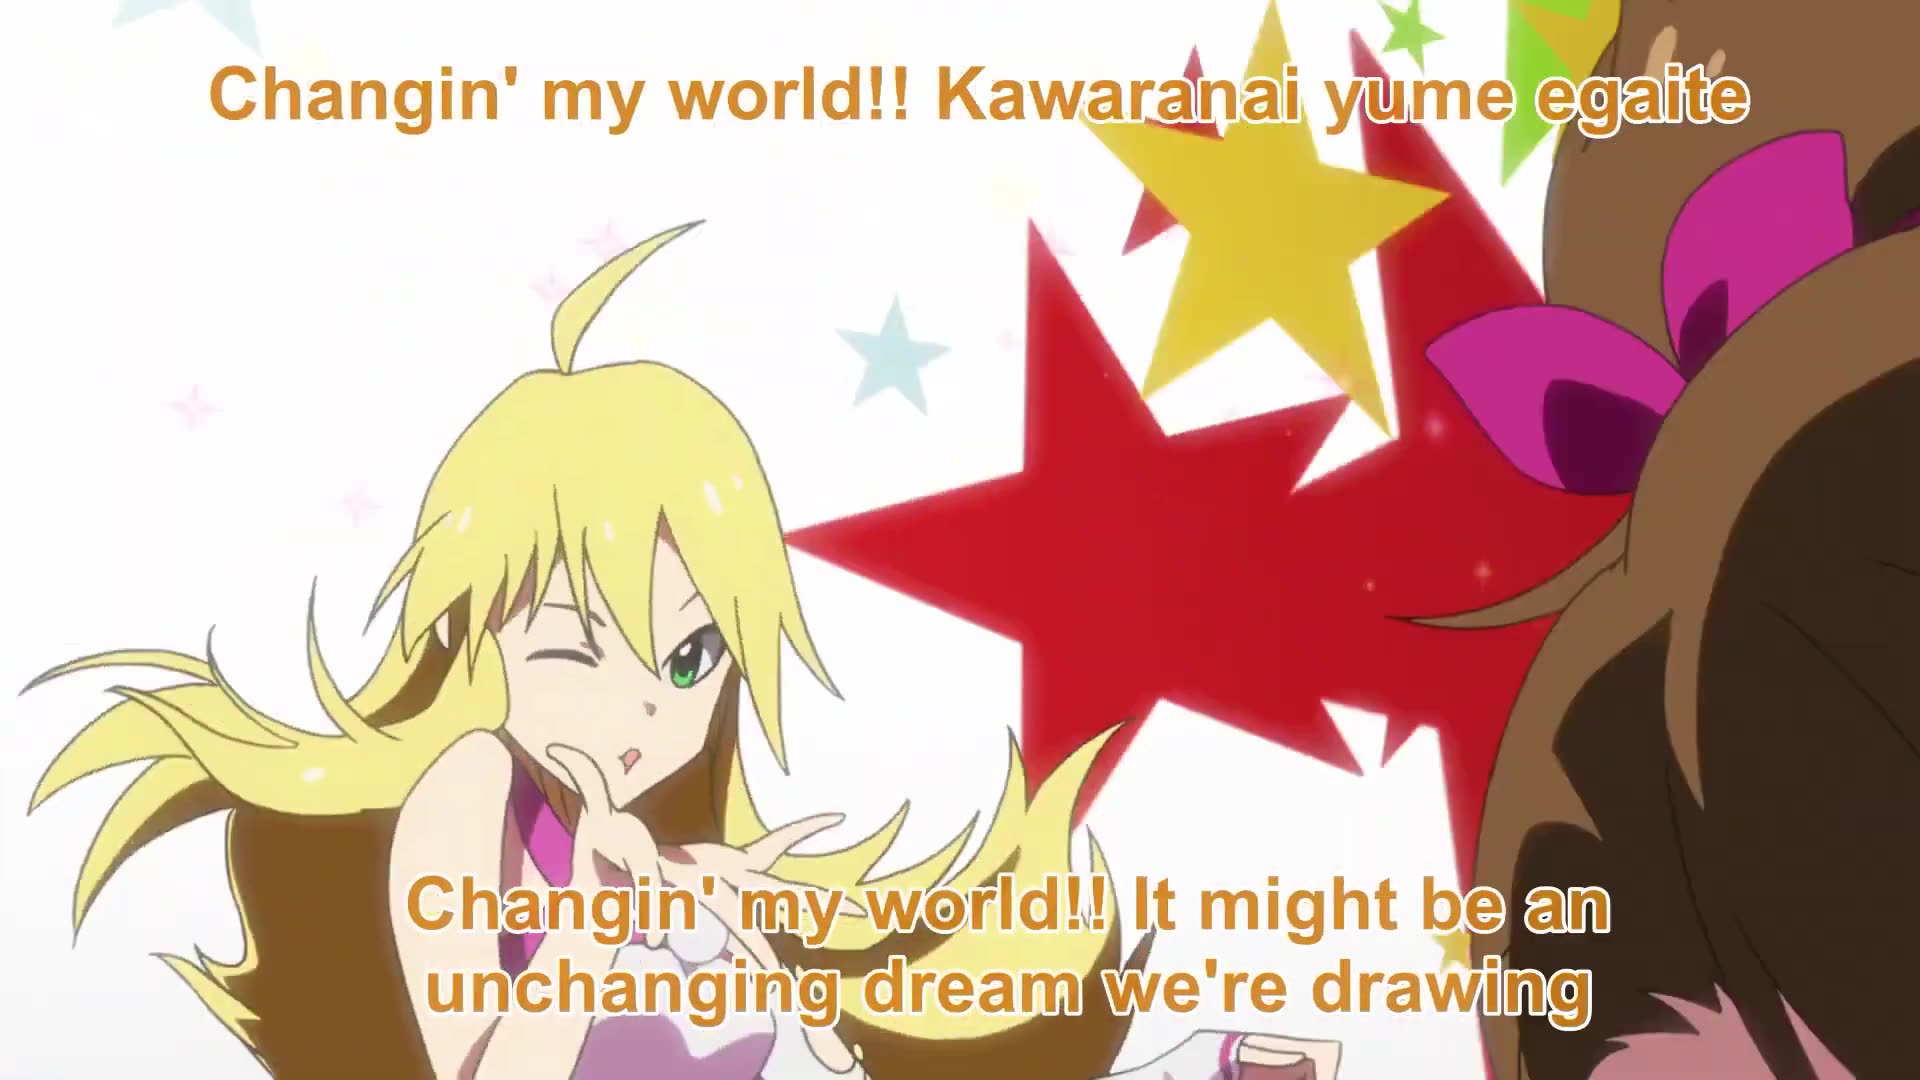 Changin' my world!! Kawaranai yume egaite
Changin' my world!! It might be an
unchanging dream we're drawing